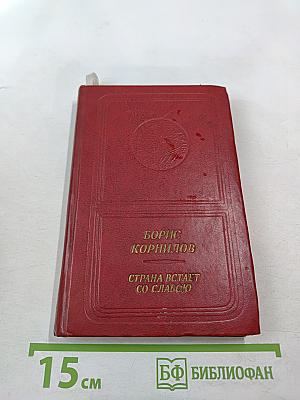 БОРИС
КОРНИЛОВ
СТРАНА ВСТАЕТ
СО СЛАВОЮ
15 см
БФ БИБЛИОФАН